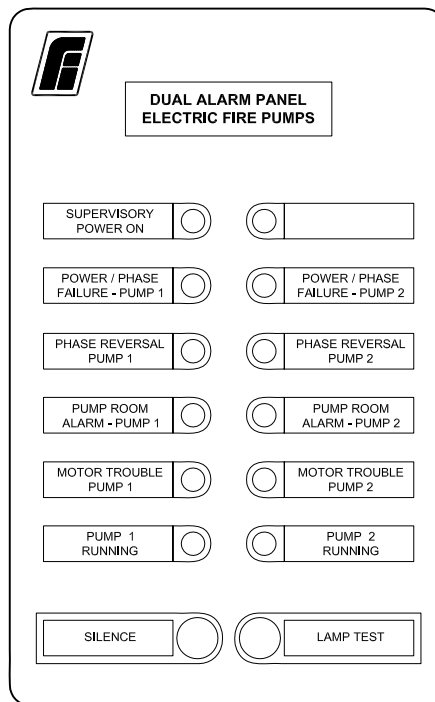 DUAL ALARM PANEL
ELECTRIC FIRE PUMPS
SUPERVISORY
POWER ON
POWER / PHASE
FAILURE - PUMP 1
POWER / PHASE
FAILURE - PUMP 2
PHASE REVERSAL
PUMP 1
PHASE REVERSAL
PUMP 2
PUMP ROOM
ALARM - PUMP 1
PUMP ROOM
ALARM - PUMP 2
MOTOR TROUBLE
PUMP 1
MOTOR TROUBLE
PUMP 2
PUMP 1
RUNNING
PUMP 2
RUNNING
SILENCE
LAMP TEST